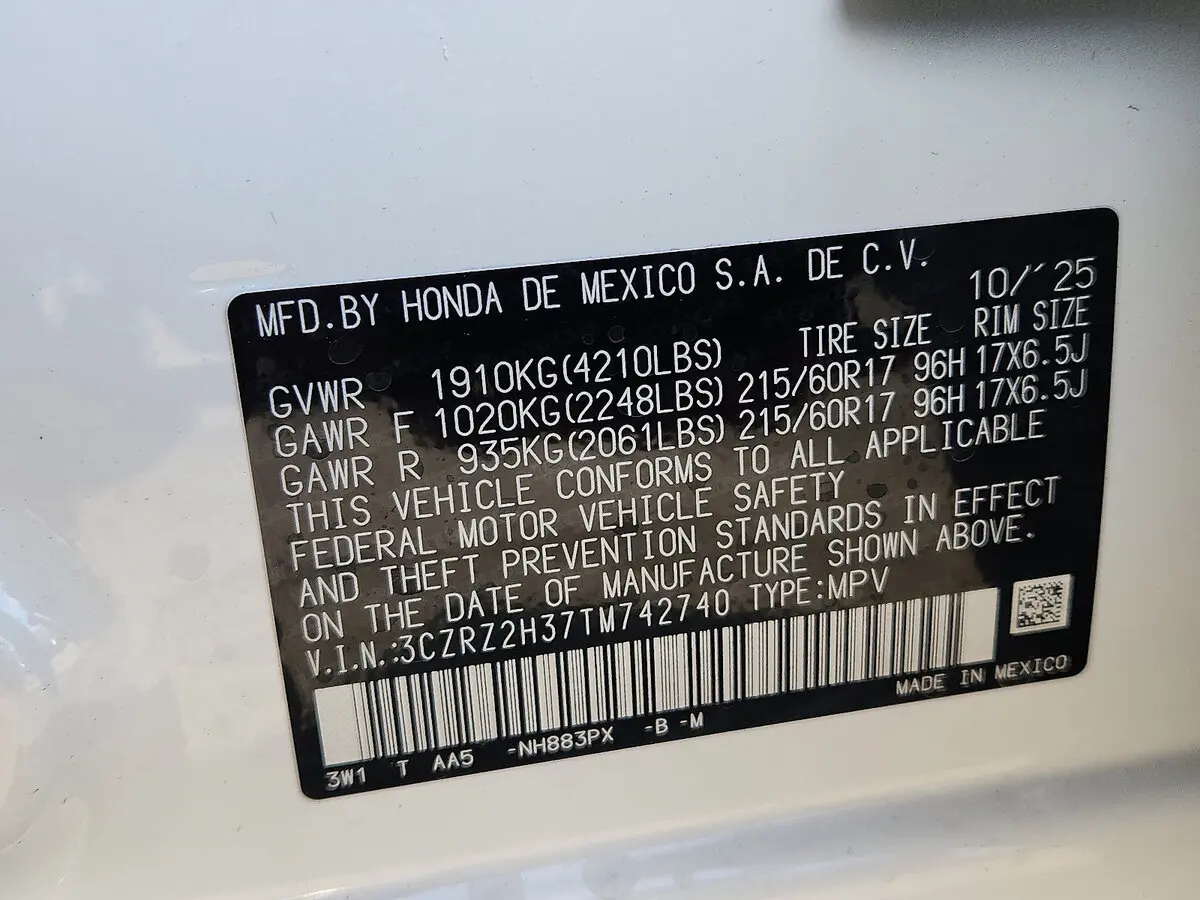 MFD.BY HONDA DE MEXICO S.A. DE C.V. 10/'25
TIRE SIZE RIM SIZE
GVWR 1910KG(4210LBS)
GAWR F 1020KG(2248LBS) 215/60R17 96H 17X6.5J
GAWR R 935KG(2061LBS) 215/60R17 96H 17X6.5J
THIS VEHICLE CONFORMS TO ALL APPLICABLE
FEDERAL MOTOR VEHICLE SAFETY
AND THEFT PREVENTION STANDARDS IN EFFECT
ON THE DATE OF MANUFACTURE SHOWN ABOVE.
V.I.N.:3CZRZ2H37TM742740 TYPE:MPV
MADE IN MEXICO
3W1 T AA5 -NH883PX -B -M